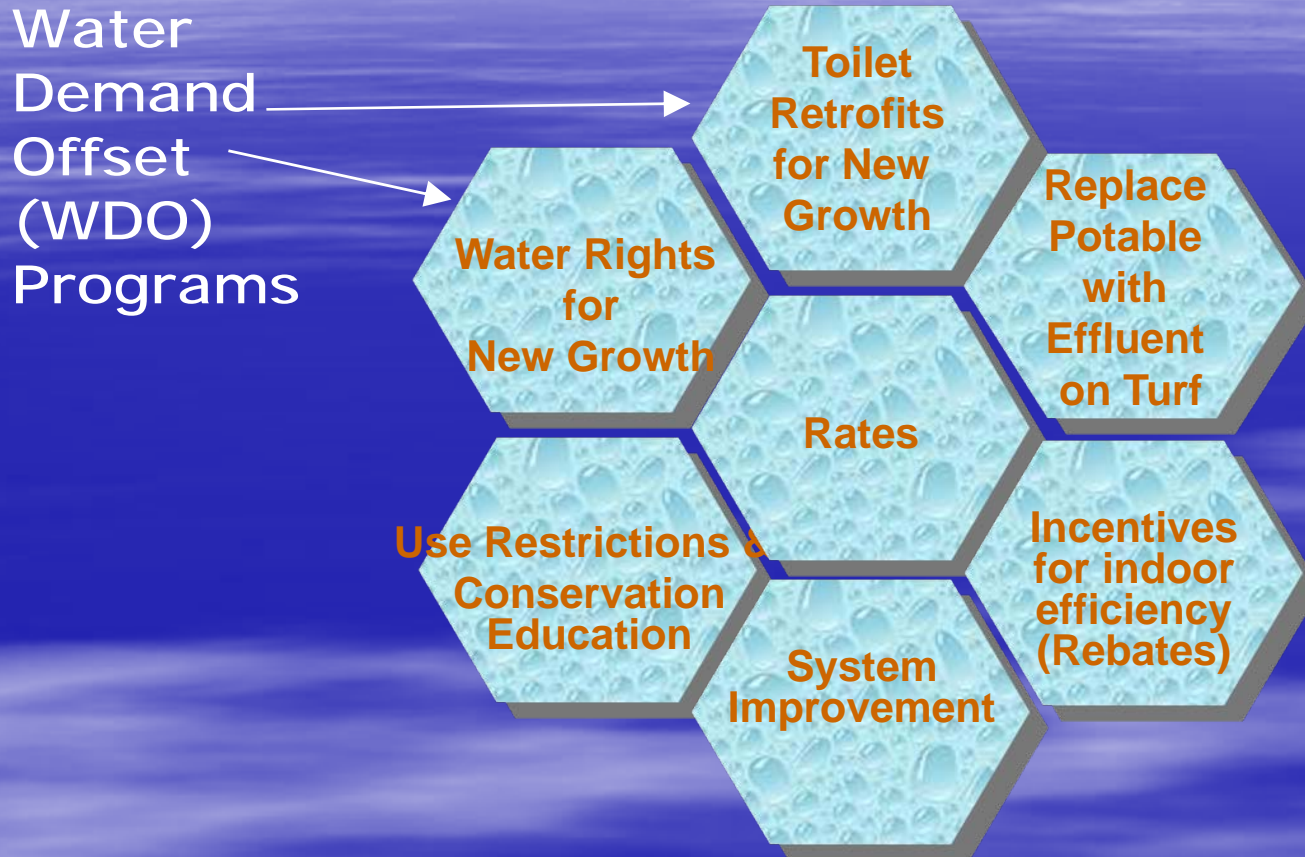 Water
Demand
Offset
(WDO)
Programs
Toilet
Retrofits
for New
Growth
Water Rights
for
New Growth
Replace
Potable
with
Effluent
on Turf
Rates
Use Restrictions &
Conservation
Education
Incentives
for indoor
efficiency
(Rebates)
System
Improvement